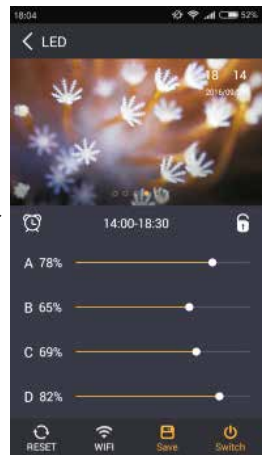 18:04 52%
LED
18 14
14:00-18:30
A 78%
B 65%
C 69%
D 82%
RESET WIFI Save Switch